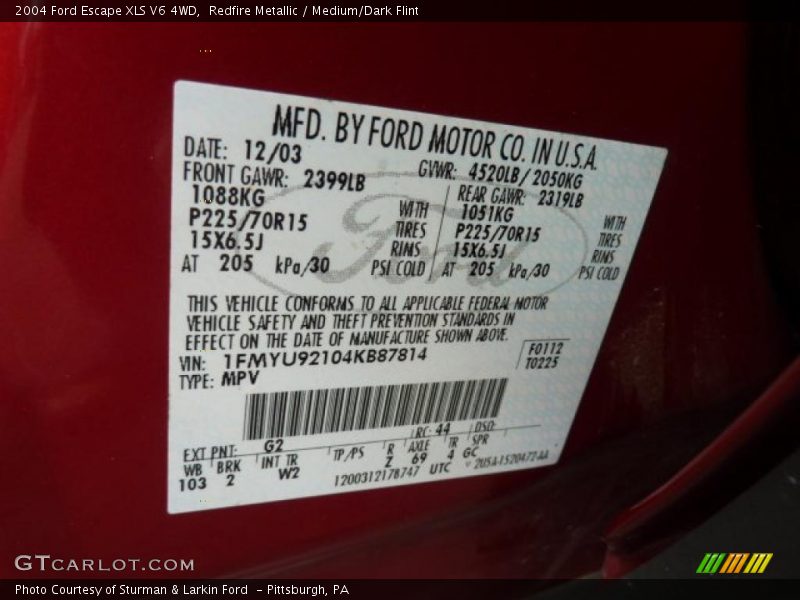 2004 Ford Escape XLS V6 4WD, Redfire Metallic / Medium/Dark Flint
MFD. BY FORD MOTOR CO. IN U.S.A.
DATE: 12/03 GVWR: 4520LB/ 2050KG
FRONT GAWR: 2399LB REAR GAWR: 2319LB
1088KG WITH 1051KG WITH
P225/70R15 TIRES P225/70R15 TIRES
15X6.5J RIMS 15X6.5J RIMS
AT 205 kPa/30 PSI COLD AT 205 kPa/30 PSI COLD
THIS VEHICLE CONFORMS TO ALL APPLICABLE FEDERAL MOTOR
VEHICLE SAFETY AND THEFT PREVENTION STANDARDS IN
EFFECT ON THE DATE OF MANUFACTURE SHOWN ABOVE.
VIN: 1FMYU92104KB87814 F0112
TYPE: MPV T0225
EXT PNT: G2 RC: 44 DSO:
WB BRK INT TR TP/PS R AXLE TR SPR
103 2 W2 Z 69 4 GC
1200312178747 UTC
Ford
GTCARLOT.COM
Photo Courtesy of Sturman & Larkin Ford - Pittsburgh, PA